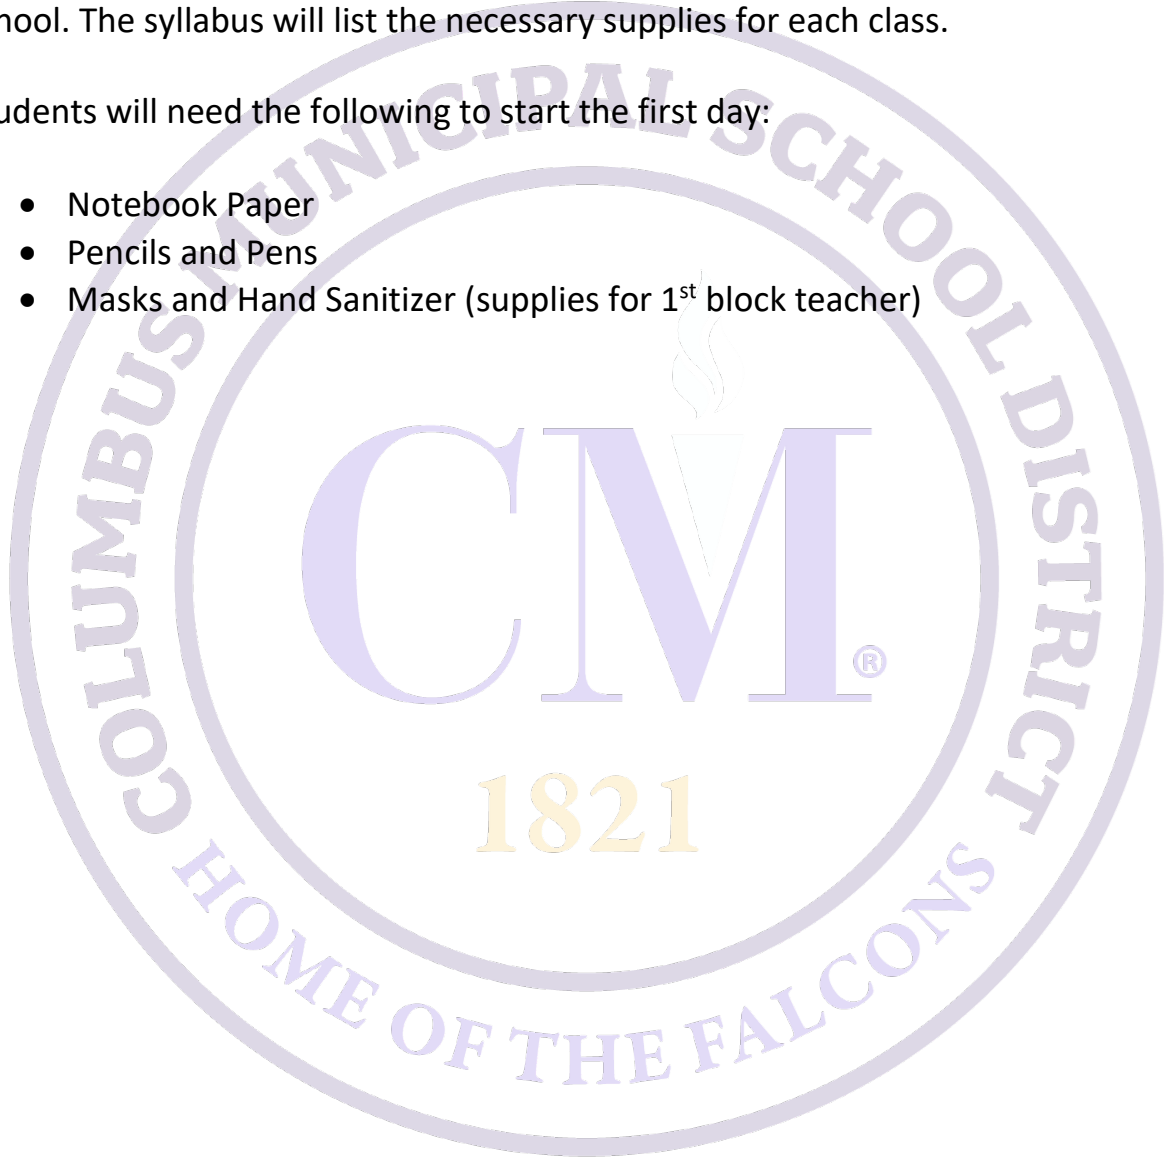 hool. The syllabus will list the necessary supplies for each class.
udents will need the following to start the first day:
• Notebook Paper
• Pencils and Pens
• Masks and Hand Sanitizer (supplies for 1st block teacher)
COLUMBUS MUNICIPAL SCHOOL DISTRICT
CM®
1821
HOME OF THE FALCONS